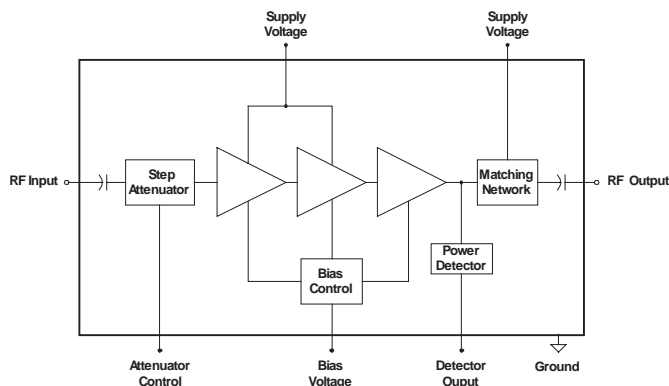 Supply
Voltage
Supply
Voltage
RF Input
Step
Attenuator
Matching
Network
RF Output
Power
Detector
Bias
Control
Attenuator
Control
Bias
Voltage
Detector
Ouput
Ground